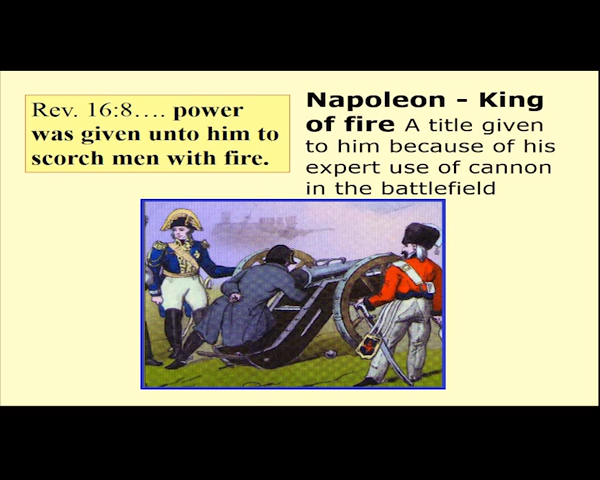 Rev. 16:8.... power
was given unto him to
scorch men with fire.
Napoleon - King
of fire A title given
to him because of his
expert use of cannon
in the battlefield